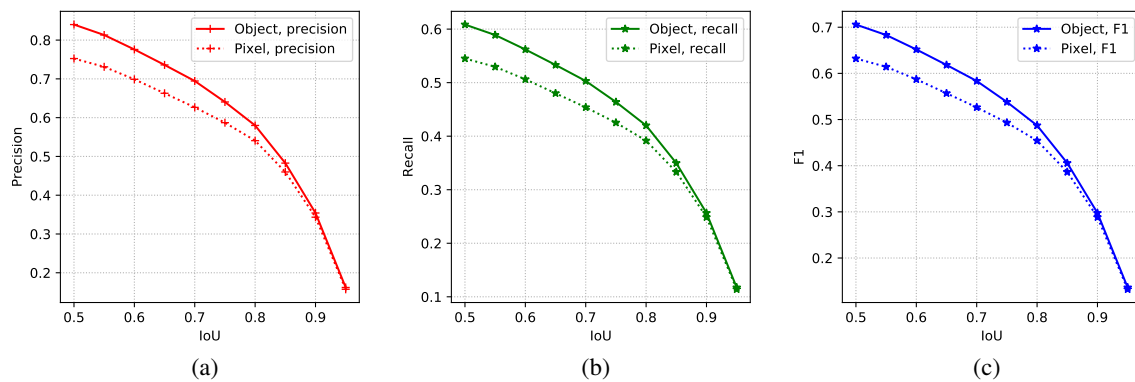 Object, precision
Pixel, precision
0.8
0.7
0.6
0.5
0.4
0.3
0.2
Precision
0.5 0.6 0.7 0.8 0.9
IoU
(a)
Object, recall
Pixel, recall
0.6
0.5
0.4
0.3
0.2
0.1
Recall
0.5 0.6 0.7 0.8 0.9
IoU
(b)
Object, F1
Pixel, F1
0.7
0.6
0.5
0.4
0.3
0.2
F1
0.5 0.6 0.7 0.8 0.9
IoU
(c)